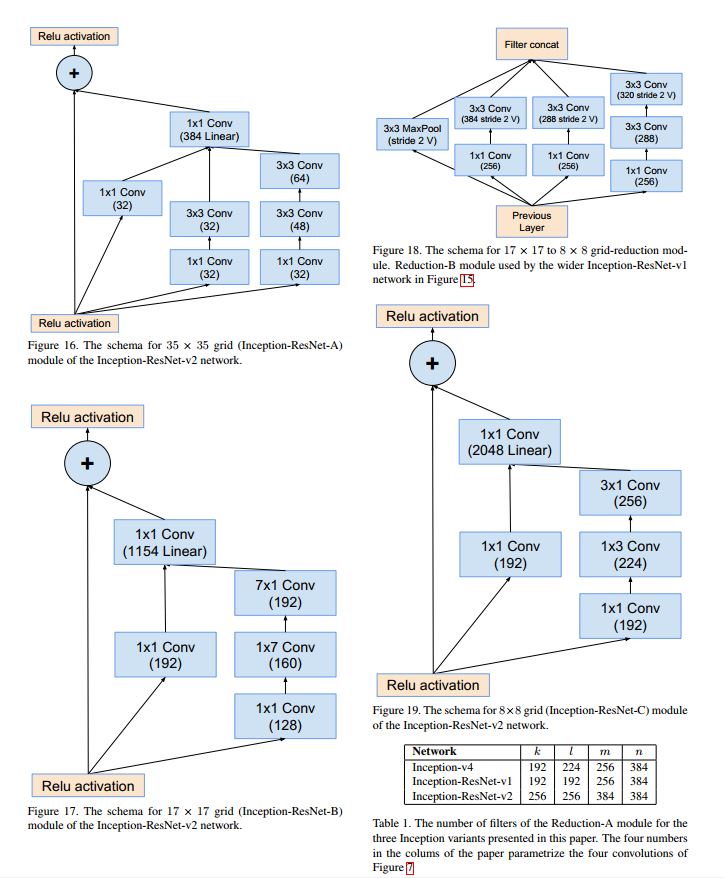 Relu activation
+
1x1 Conv
(384 Linear)
3x3 Conv
(64)
1x1 Conv
(32)
3x3 Conv
(32)
3x3 Conv
(48)
1x1 Conv
(32)
1x1 Conv
(32)
Relu activation
Figure 16. The schema for 35 × 35 grid (Inception-ResNet-A)
module of the Inception-ResNet-v2 network.
Relu activation
+
1x1 Conv
(1154 Linear)
7x1 Conv
(192)
1x1 Conv
(192)
1x7 Conv
(160)
1x1 Conv
(128)
Relu activation
Figure 17. The schema for 17 × 17 grid (Inception-ResNet-B)
module of the Inception-ResNet-v2 network.
Filter concat
3x3 Conv
(320 stride 2 V)
3x3 Conv
(384 stride 2 V)
3x3 Conv
(288 stride 2 V)
3x3 MaxPool
(stride 2 V)
3x3 Conv
(288)
1x1 Conv
(256)
1x1 Conv
(256)
1x1 Conv
(256)
Previous
Layer
Figure 18. The schema for 17 × 17 to 8 × 8 grid-reduction mod-
ule. Reduction-B module used by the wider Inception-ResNet-v1
network in Figure 15.
Relu activation
+
1x1 Conv
(2048 Linear)
3x1 Conv
(256)
1x1 Conv
(192)
1x3 Conv
(224)
1x1 Conv
(192)
Relu activation
Figure 19. The schema for 8×8 grid (Inception-ResNet-C) module
of the Inception-ResNet-v2 network.
Network k l m n
Inception-v4 192 224 256 384
Inception-ResNet-v1 192 192 256 384
Inception-ResNet-v2 256 256 384 384
Table 1. The number of filters of the Reduction-A module for the
three Inception variants presented in this paper. The four numbers
in the colums of the paper parametrize the four convolutions of
Figure 7